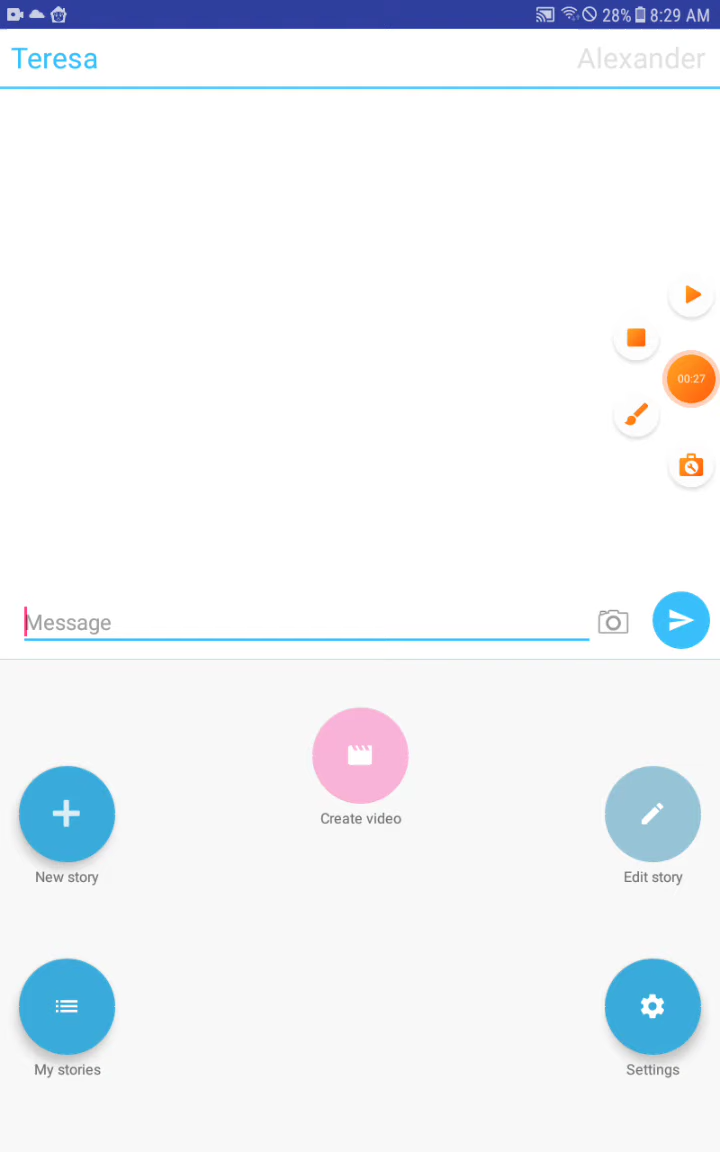 28% 8:29 AM
Teresa Alexander
00:27
Message
Create video
New story Edit story
My stories Settings